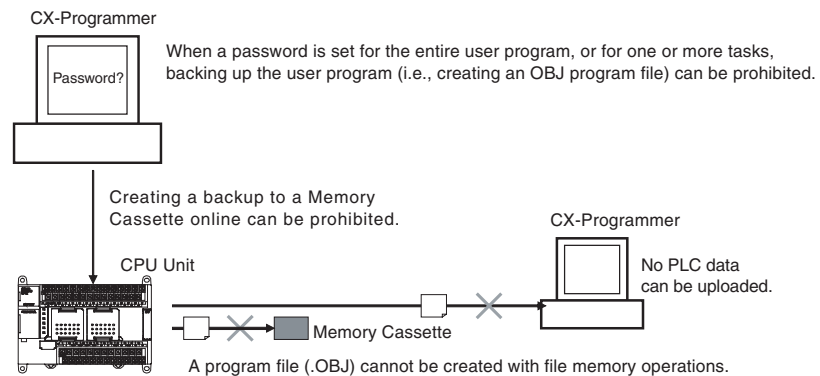 CX-Programmer
Password?
When a password is set for the entire user program, or for one or more tasks,
backing up the user program (i.e., creating an OBJ program file) can be prohibited.
Creating a backup to a Memory
Cassette online can be prohibited.
CX-Programmer
CPU Unit
No PLC data
can be uploaded.
Memory Cassette
A program file (.OBJ) cannot be created with file memory operations.